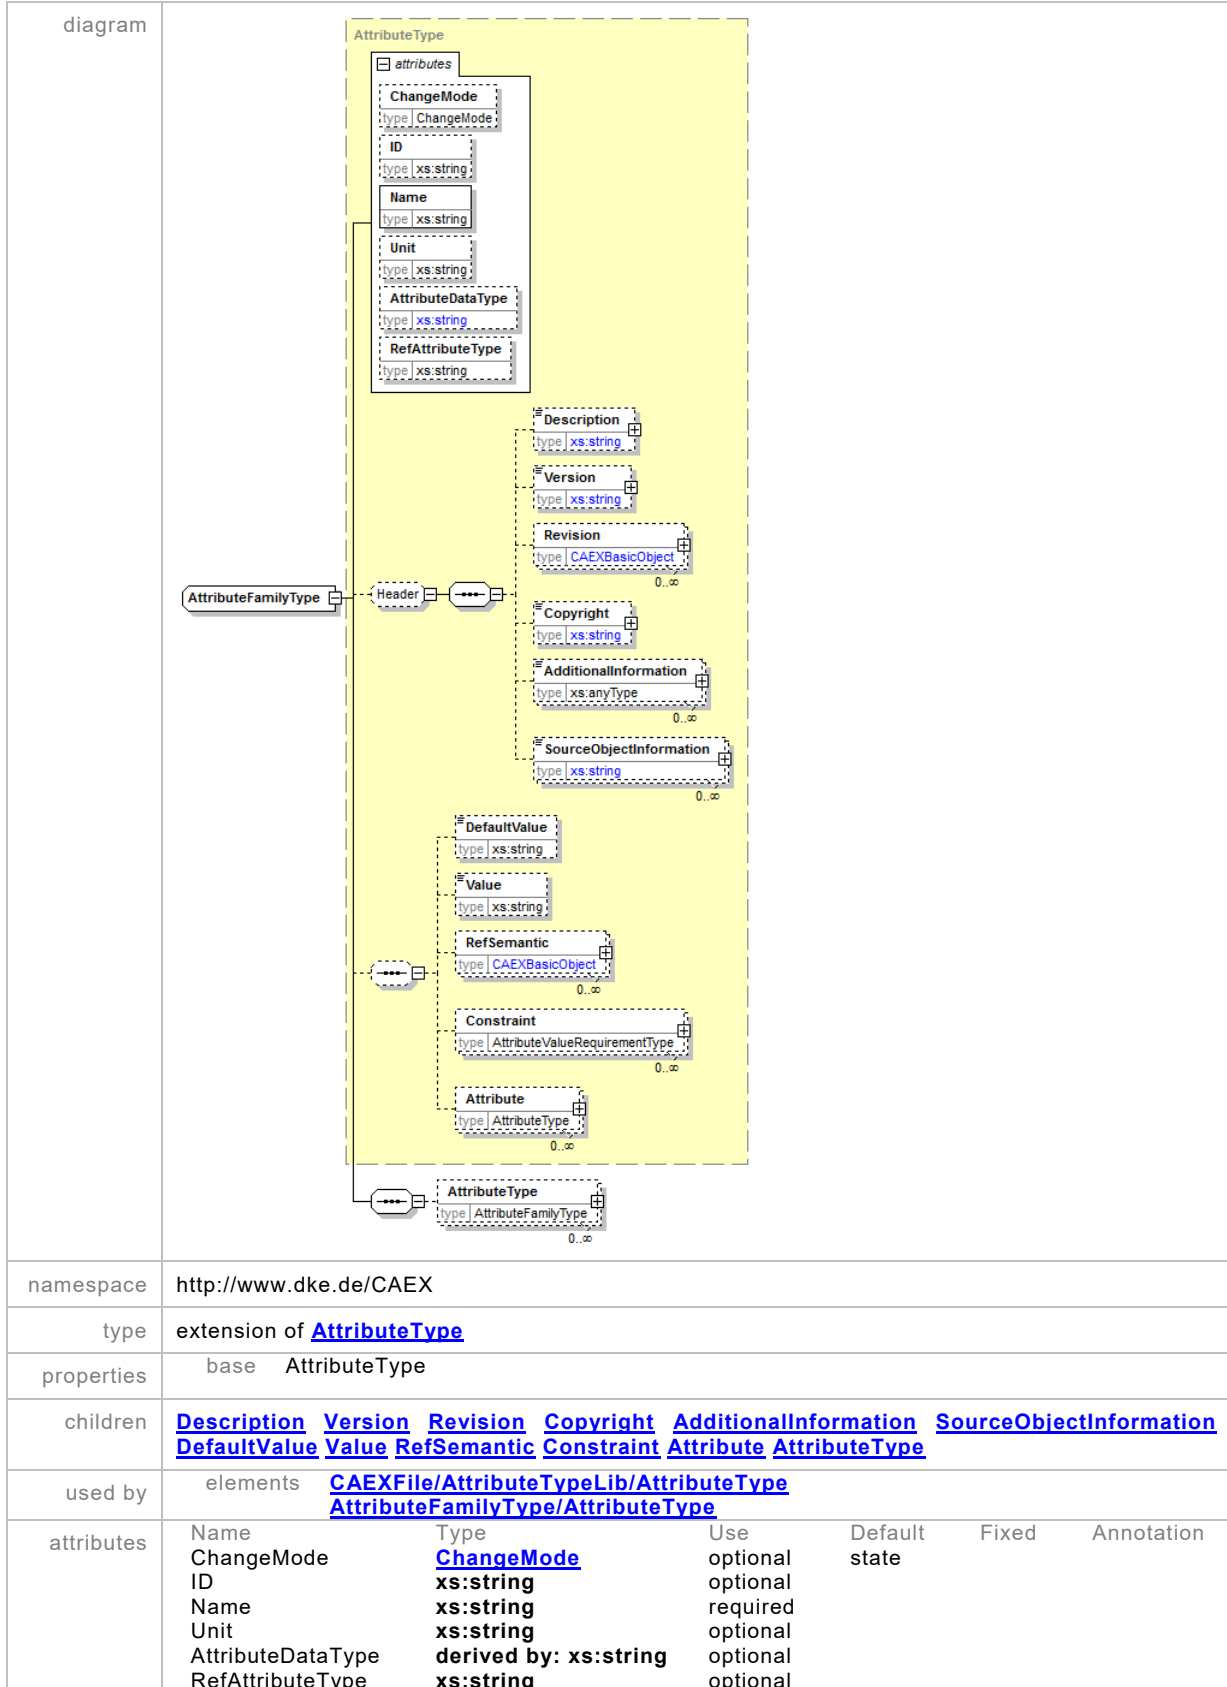 diagram
AttributeType
attributes
ChangeMode
type ChangeMode
ID
type xs:string
Name
type xs:string
Unit
type xs:string
AttributeDataType
type xs:string
RefAttributeType
type xs:string
Description
type xs:string
Version
type xs:string
Revision
type CAEXBasicObject
0..∞
AttributeFamilyType
Header
Copyright
type xs:string
AdditionalInformation
type xs:anyType
0..∞
SourceObjectInformation
type xs:string
0..∞
DefaultValue
type xs:string
Value
type xs:string
RefSemantic
type CAEXBasicObject
0..∞
Constraint
type AttributeValueRequirementType
0..∞
Attribute
type AttributeType
0..∞
AttributeType
type AttributeFamilyType
0..∞
namespace http://www.dke.de/CAEX
type extension of AttributeType
properties base AttributeType
children Description Version Revision Copyright AdditionalInformation SourceObjectInformation
DefaultValue Value RefSemantic Constraint Attribute AttributeType
used by elements CAEXFile/AttributeTypeLib/AttributeType
AttributeFamilyType/AttributeType
attributes Name Type Use Default Fixed Annotation
ChangeMode ChangeMode optional state
ID xs:string optional
Name xs:string required
Unit xs:string optional
AttributeDataType derived by: xs:string optional
RefAttributeType xs:string optional